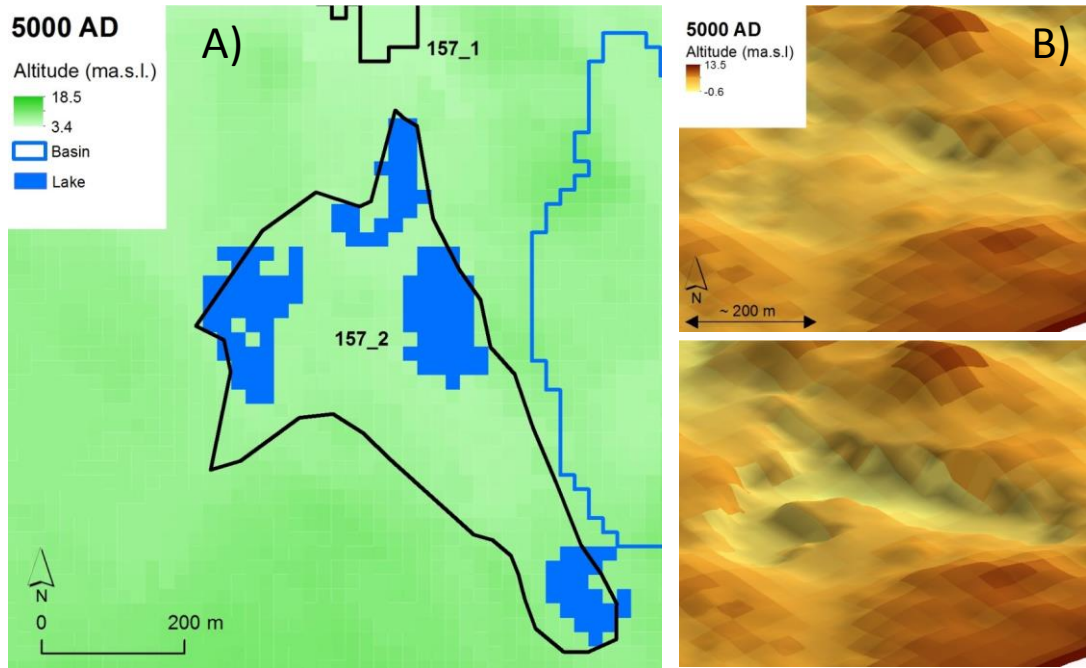 5000 AD
A)
Altitude (ma.s.l.)
18.5
3.4
Basin
Lake
157_1
157_2
N
0 200 m
5000 AD
B)
Altitude (ma.s.l.)
13.5
-0.6
N
~ 200 m